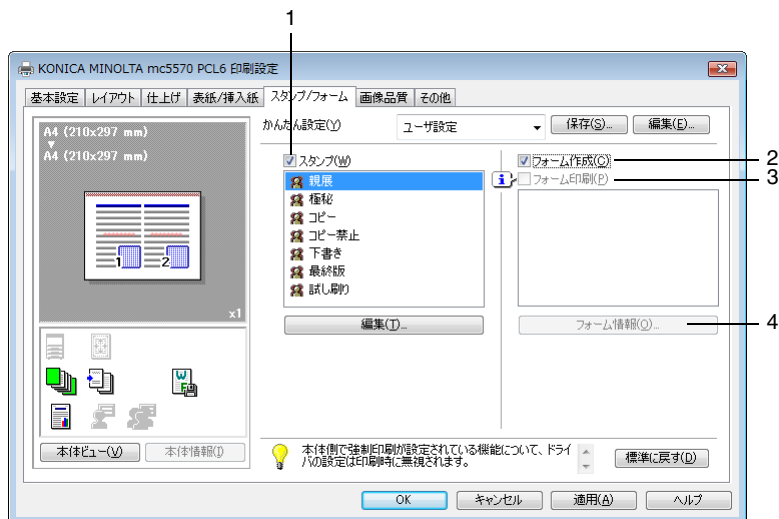 1
KONICA MINOLTA mc5570 PCL6 印刷設定
基本設定 レイアウト 仕上げ 表紙/挿入紙 スタンプ/フォーム 画像品質 その他
A4 (210x297 mm)
A4 (210x297 mm)
1 2
x1
かんたん設定(Y) ユーザ設定 保存(S)... 編集(E)...
スタンプ(W)
親展
極秘
コピー
コピー禁止
下書き
最終版
試し刷り
編集(T)...
フォーム作成(C) 2
フォーム印刷(P) 3
フォーム情報(O)... 4
W
F
本体ビュー(V) 本体情報(I)
本体側で強制印刷が設定されている機能について、ドライ
バの設定は印刷時に無視されます。
標準に戻す(D)
OK キャンセル 適用(A) ヘルプ